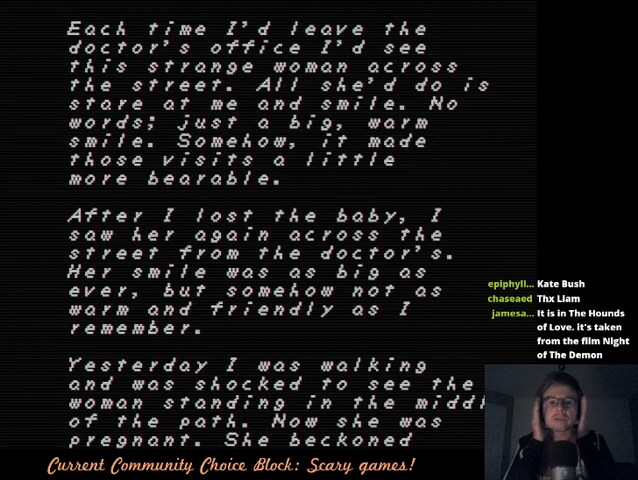 Each time I'd leave the
doctor's office I'd see
this strange woman across
the street. All she'd do is
stare at me and smile. No
words; just a big, warm
smile. Somehow, it made
those visits a little
more bearable.
After I lost the baby, I
saw her again across the
street from the doctor's.
Her smile was as big as
ever, but somehow not as
warm and friendly as I
remember.
Yesterday I was walking
and was shocked to see the
woman standing in the middl
of the path. Now she was
pregnant. She beckoned
epiphyll... Kate Bush
chaseaed Thx Liam
jamesa... It is in The Hounds
of Love. it's taken
from the film Night
of The Demon
Current Community Choice Block: Scary games!